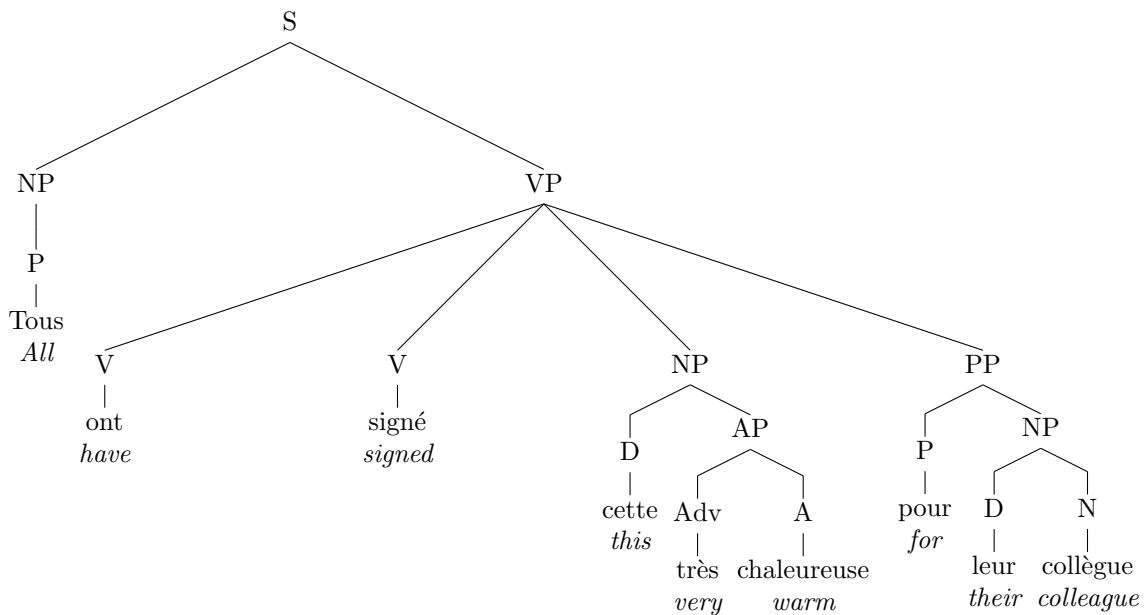 S
NP VP
P
Tous
All
V V NP PP
ont signé D AP P NP
have signed
cette Adv A pour D N
this for
très chaleureuse leur collègue
very warm their colleague